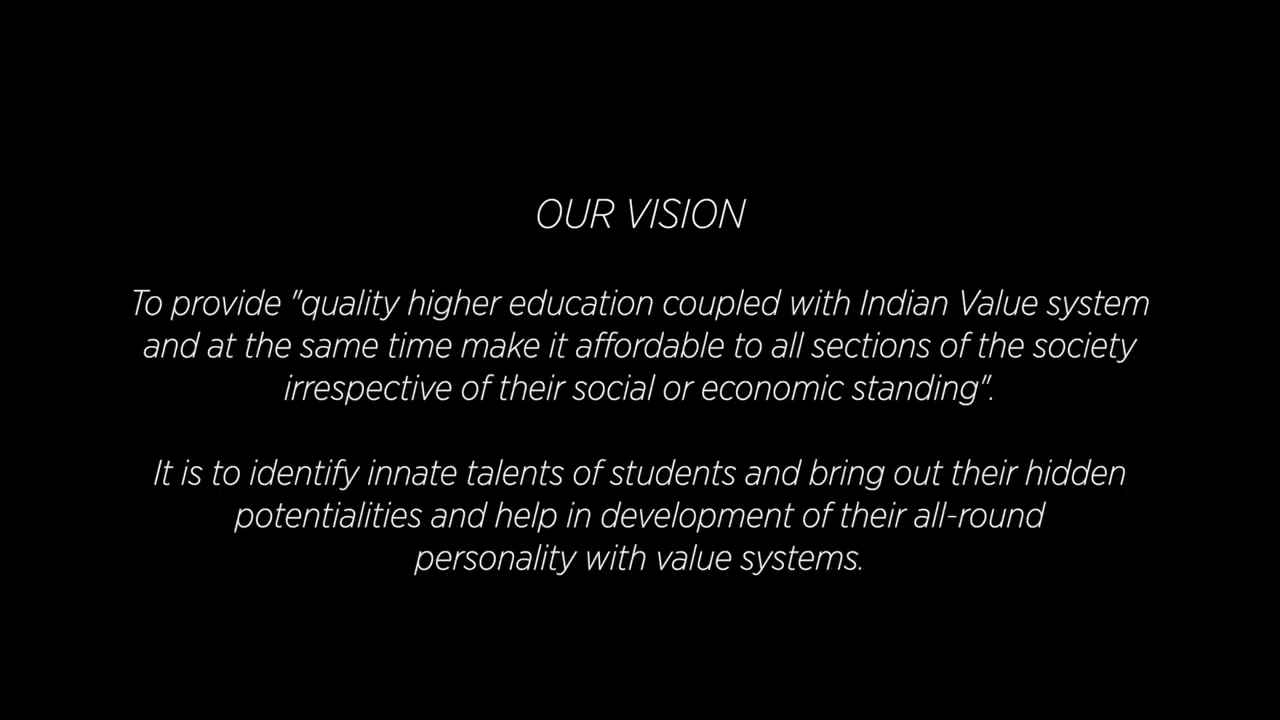 OUR VISION
To provide "quality higher education coupled with Indian Value system
and at the same time make it affordable to all sections of the society
irrespective of their social or economic standing".
It is to identify innate talents of students and bring out their hidden
potentialities and help in development of their all-round
personality with value systems.